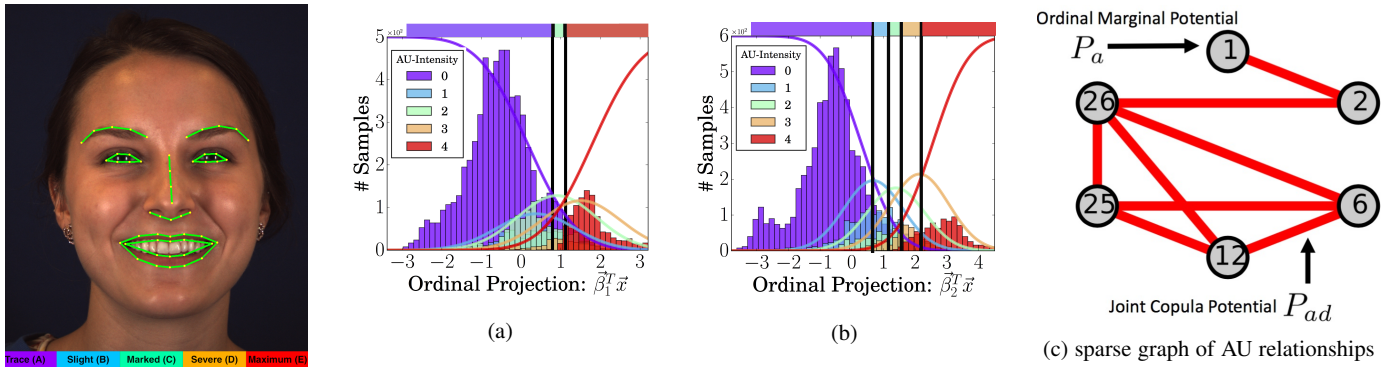 Trace (A) Slight (B) Marked (C) Severe (D) Maximum (E)
×10²
5
4
3
2
1
0
# Samples
AU-Intensity
0
1
2
3
4
−3 −2 −1 0 1 2 3
Ordinal Projection: β⃗₁ᵀx⃗
(a)
×10²
6
5
4
3
2
1
0
# Samples
AU-Intensity
0
1
2
3
4
−3 −2 −1 0 1 2 3 4
Ordinal Projection: β⃗₂ᵀx⃗
(b)
Ordinal Marginal Potential
Pₐ
1
26
2
25
6
12
Joint Copula Potential P_{ad}
(c) sparse graph of AU relationships